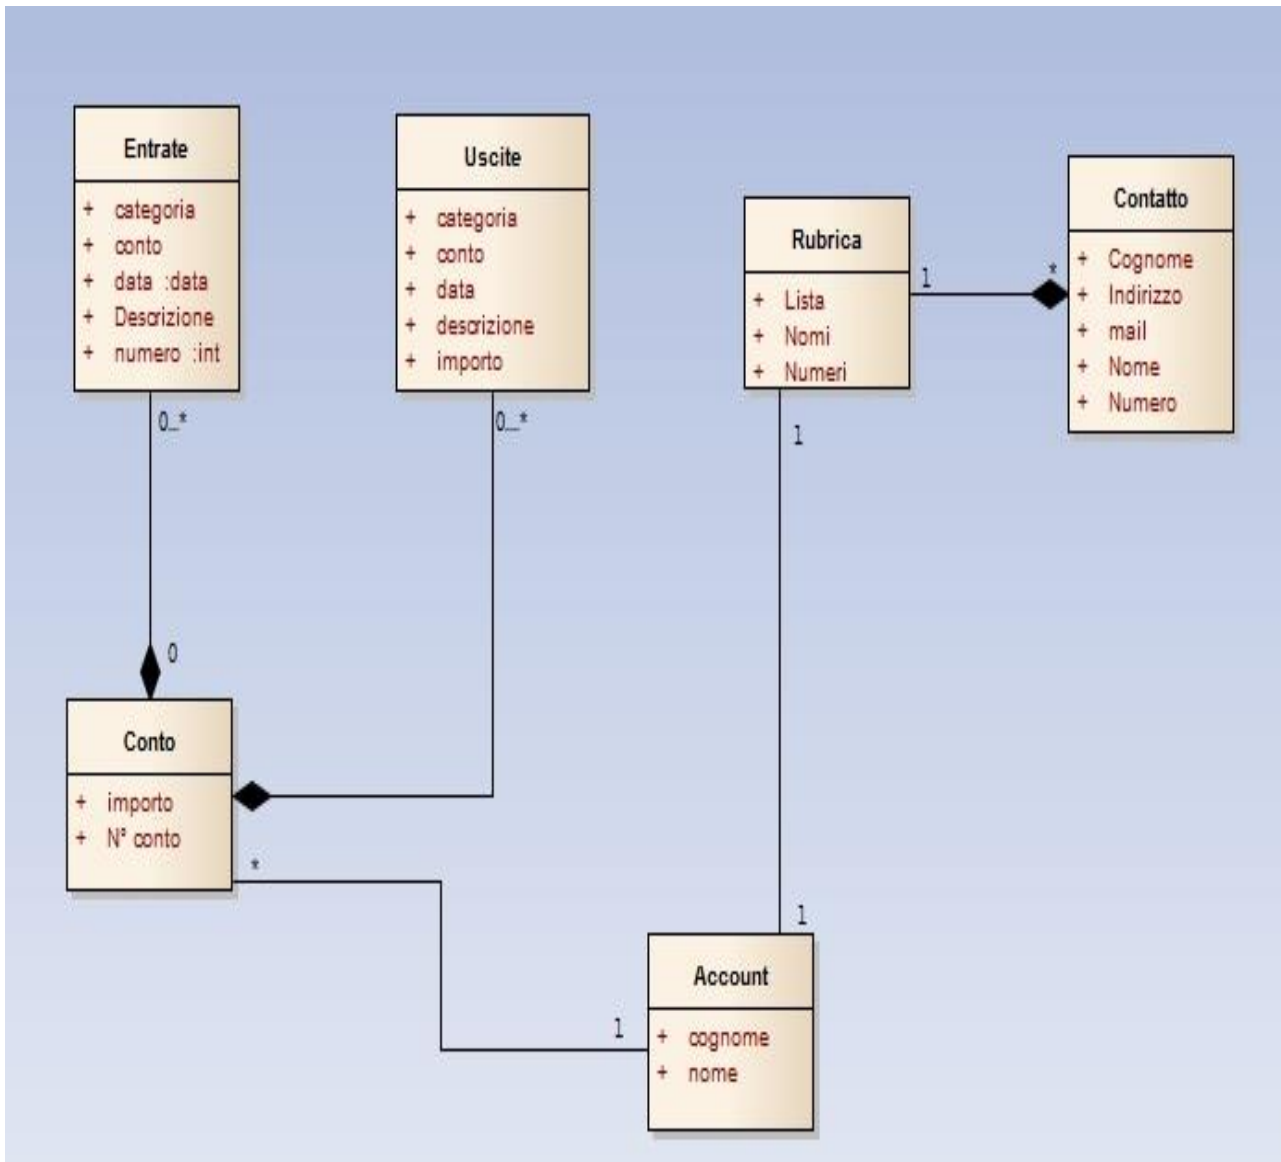 Entrate
+ categoria
+ conto
+ data :data
+ Descrizione
+ numero :int
0..*
Uscite
+ categoria
+ conto
+ data
+ descrizione
+ importo
0..*
Rubrica
+ Lista
+ Nomi
+ Numeri
1
*
1
Contatto
+ Cognome
+ Indirizzo
+ mail
+ Nome
+ Numero
0
Conto
+ importo
+ N° conto
*
1
1
Account
+ cognome
+ nome